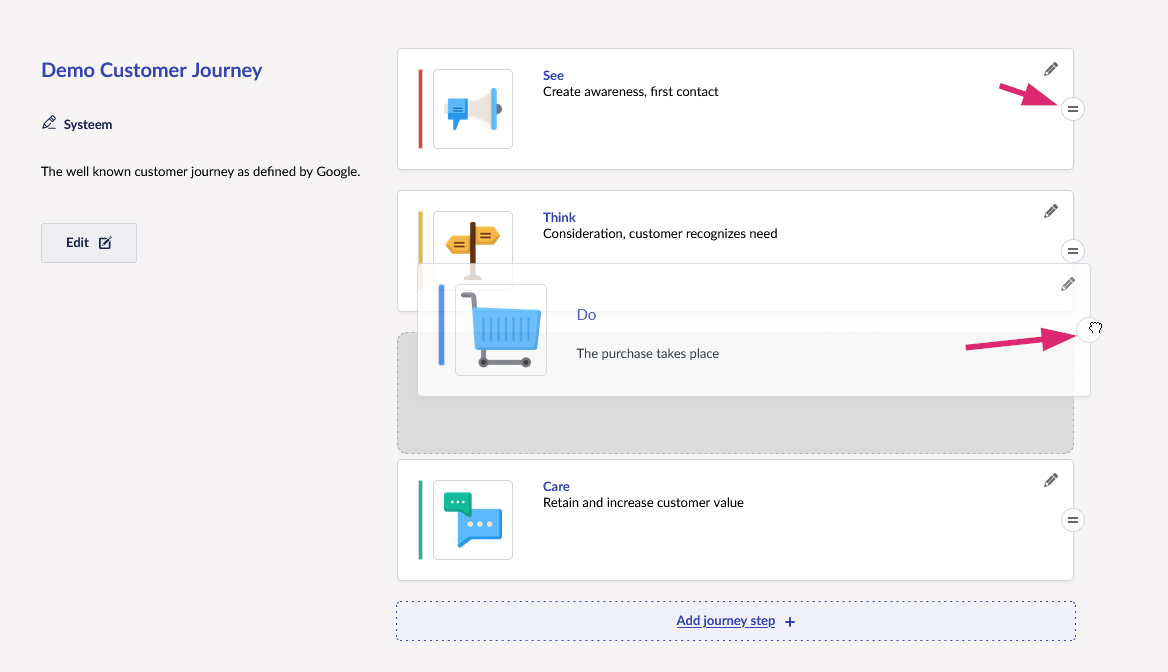 Demo Customer Journey
Systeem
The well known customer journey as defined by Google.
Edit
See
Create awareness, first contact
Think
Consideration, customer recognizes need
Do
The purchase takes place
Care
Retain and increase customer value
Add journey step +